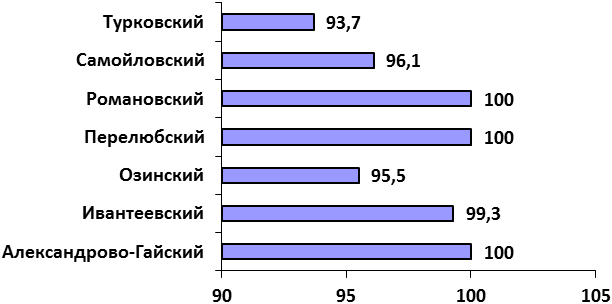 Турковский 93,7
Самойловский 96,1
Романовский 100
Перелюбский 100
Озинский 95,5
Ивантеевский 99,3
Александрово-Гайский 100
90 95 100 105